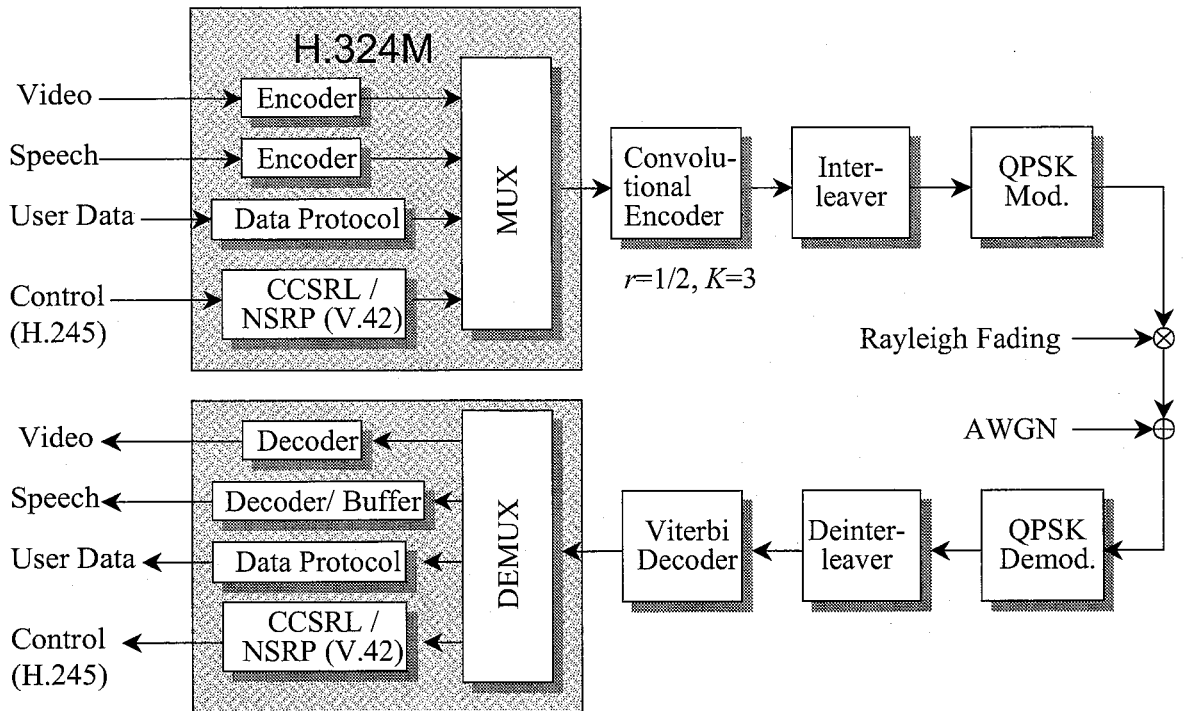 H.324M
Video
Encoder
Speech
Encoder
User Data
Data Protocol
Control
(H.245)
CCSRL /
NSRP (V.42)
MUX
Convolu-
tional
Encoder
r=1/2, K=3
Inter-
leaver
QPSK
Mod.
Rayleigh Fading
AWGN
Video
Decoder
Speech
Decoder/ Buffer
User Data
Data Protocol
Control
(H.245)
CCSRL /
NSRP (V.42)
DEMUX
Viterbi
Decoder
Deinter-
leaver
QPSK
Demod.